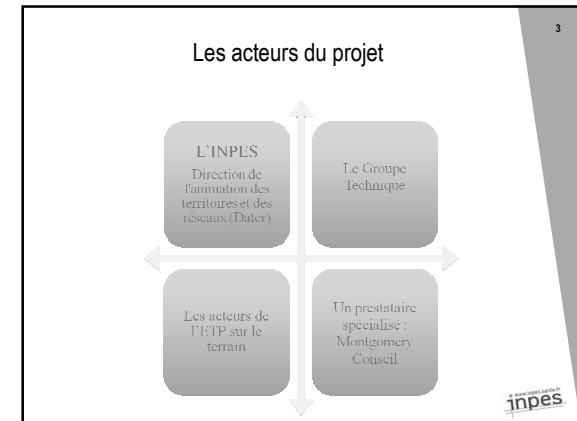 3
Les acteurs du projet
L'INPES
Direction de
l'animation des
territoires et des
réseaux (Dater)
Le Groupe
Technique
Les acteurs de
l'ETP sur le
terrain
Un prestataire
spécialisé :
Montgomery
Conseil
www.inpes.sante.fr
inpes